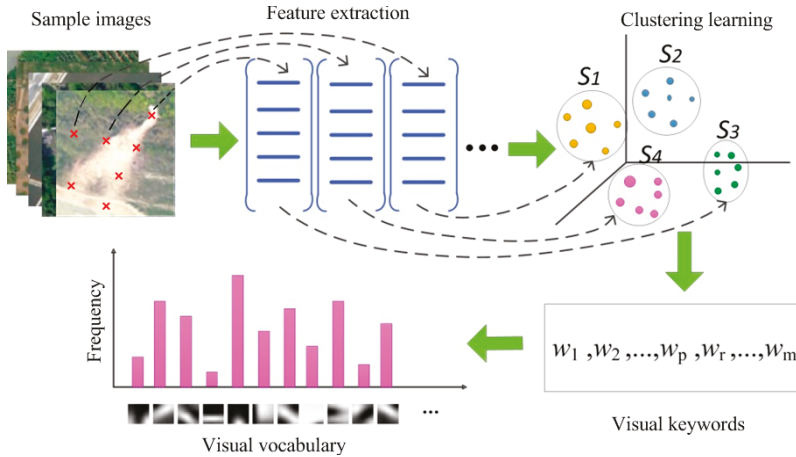 Sample images
Feature extraction
Clustering learning
S1
S2
S3
S4
Frequency
w1 ,w2 ,...,wp ,wr ,...,wm
Visual keywords
Visual vocabulary